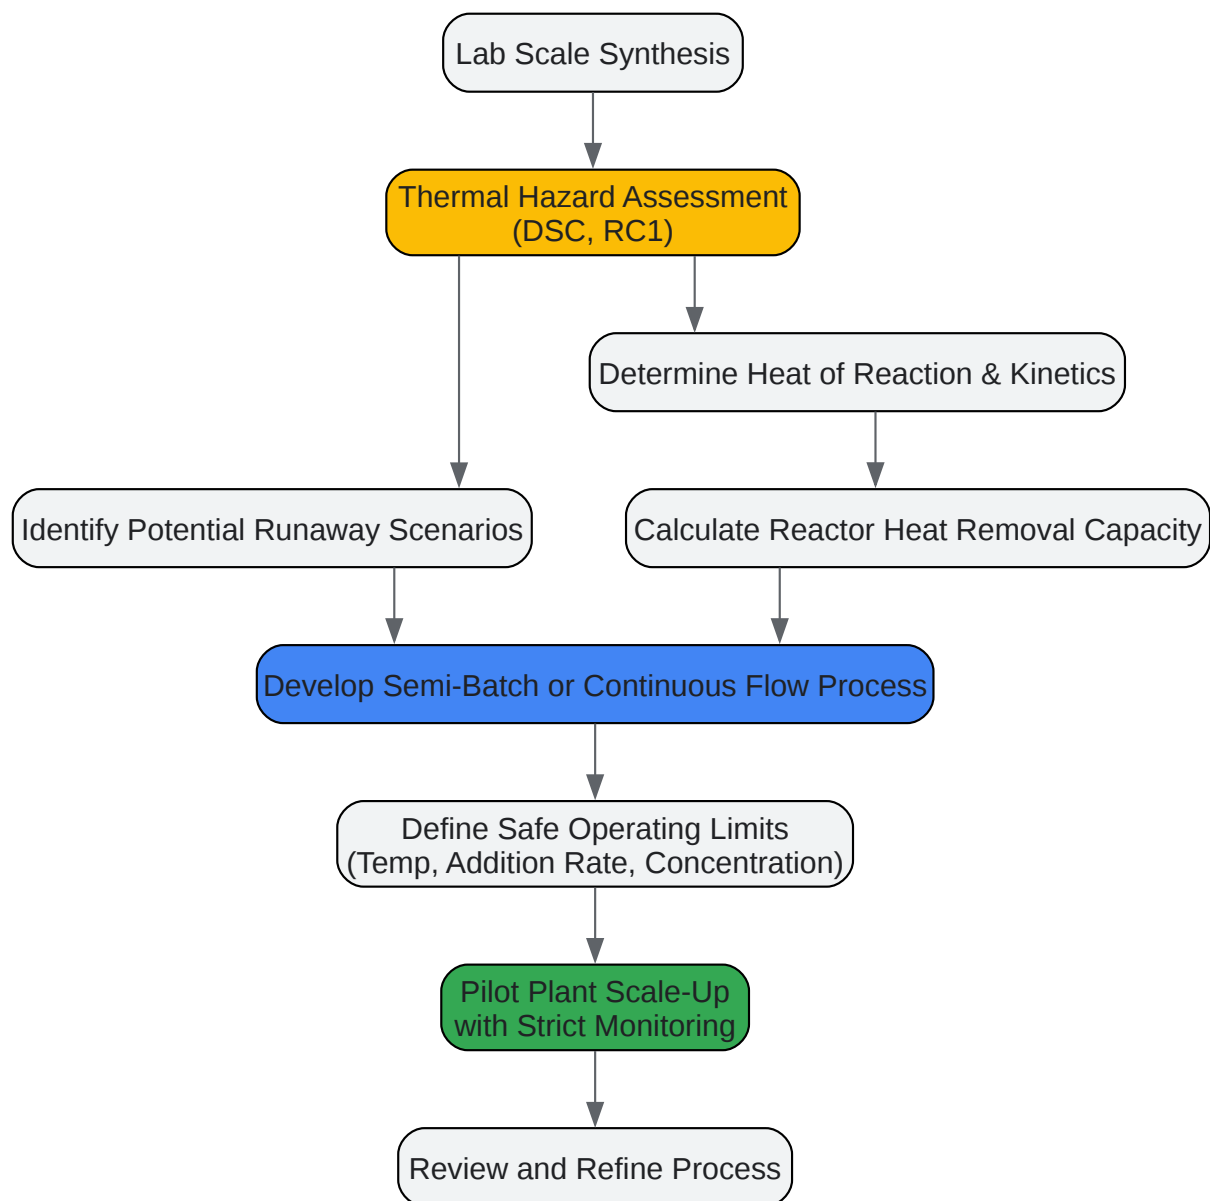 Lab Scale Synthesis
Thermal Hazard Assessment
(DSC, RC1)
Determine Heat of Reaction & Kinetics
Identify Potential Runaway Scenarios
Calculate Reactor Heat Removal Capacity
Develop Semi-Batch or Continuous Flow Process
Define Safe Operating Limits
(Temp, Addition Rate, Concentration)
Pilot Plant Scale-Up
with Strict Monitoring
Review and Refine Process